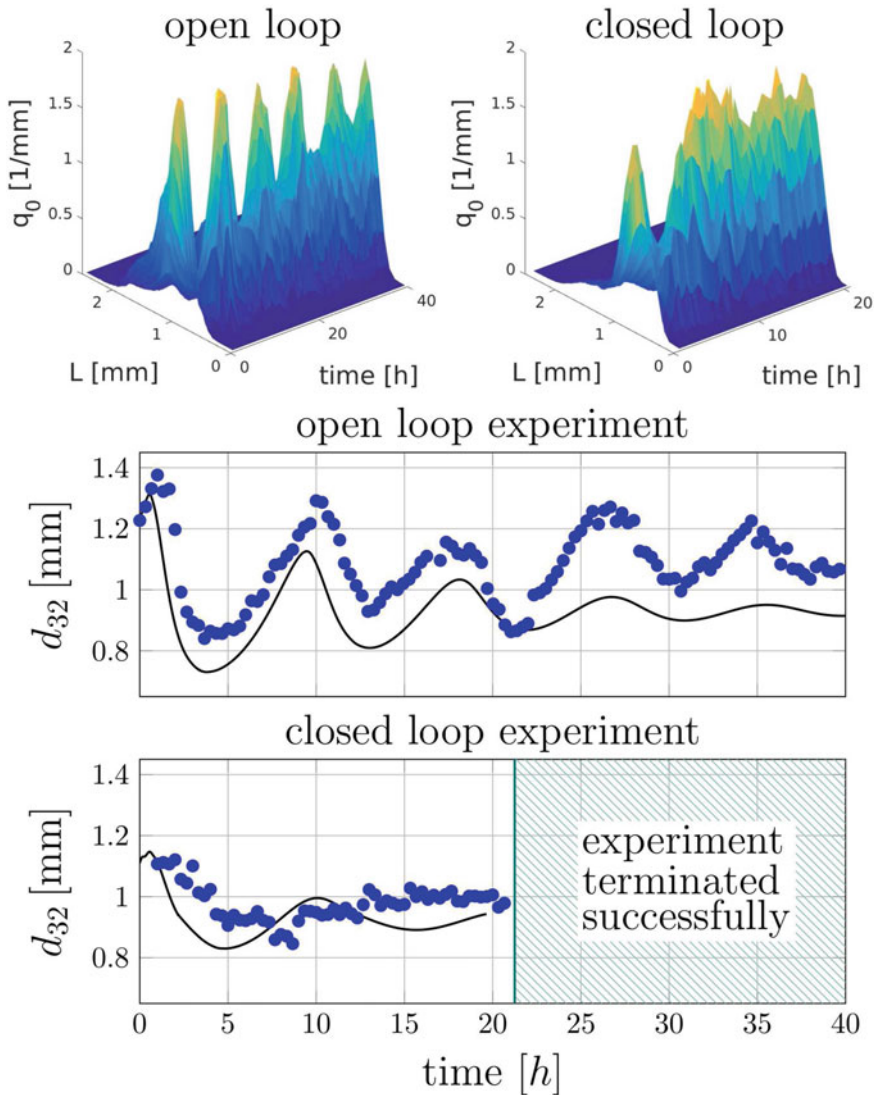 open loop
closed loop
2
1.5
1
0.5
0
q0 [1/mm]
2
1
0
L [mm]
0
20
40
time [h]
2
1.5
1
0.5
0
q0 [1/mm]
2
1
0
L [mm]
0
10
20
time [h]
open loop experiment
1.4
1.2
1
0.8
d32 [mm]
closed loop experiment
1.4
1.2
1
0.8
d32 [mm]
experiment
terminated
successfully
0 5 10 15 20 25 30 35 40
time [h]